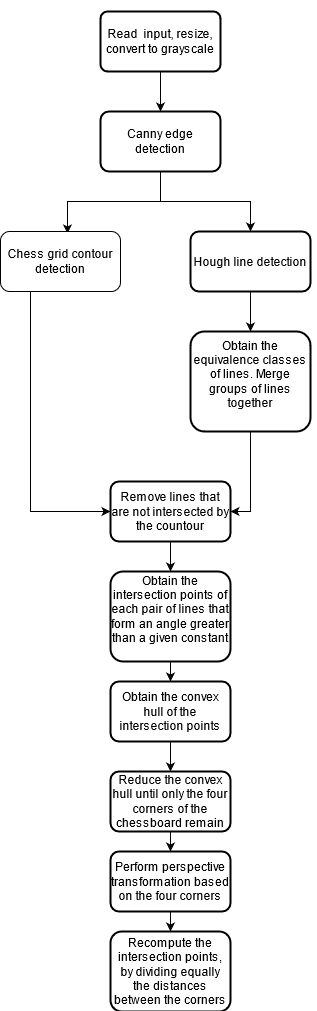 Read input, resize,
convert to grayscale
Canny edge
detection
Chess grid contour
detection
Hough line detection
Obtain the
equivalence classes
of lines. Merge
groups of lines
together
Remove lines that
are not intersected by
the countour
Obtain the
intersection points of
each pair of lines that
form an angle greater
than a given constant
Obtain the convex
hull of the
intersection points
Reduce the convex
hull until only the four
corners of the
chessboard remain
Perform perspective
transformation based
on the four corners
Recompute the
intersection points,
by dividing equally
the distances
between the corners